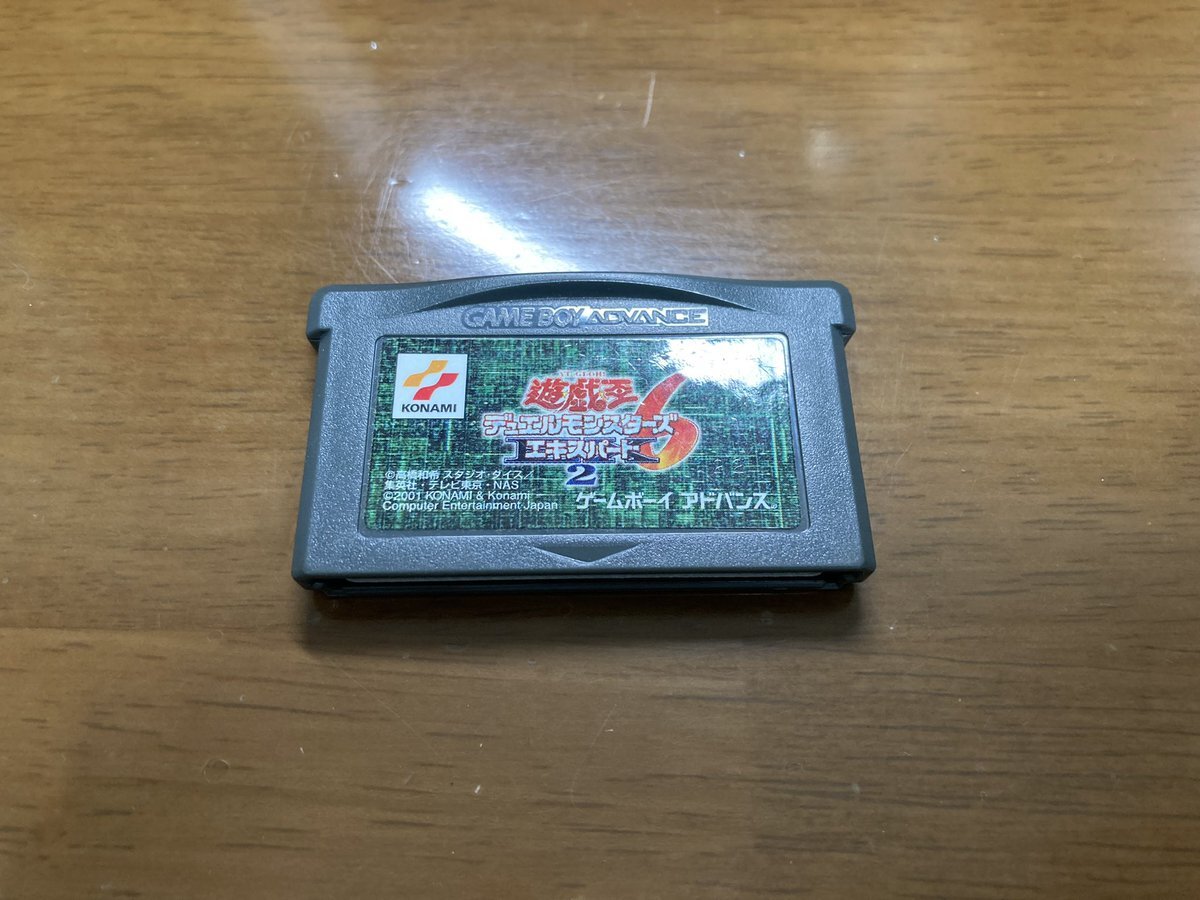 GAME BOY ADVANCE
KONAMI
YU-GI-OH!
遊戯王
デュエルモンスターズ
6
エキスパート
2
©高橋和希 スタジオ・ダイス/
集英社・テレビ東京・NAS
©2001 KONAMI & Konami
Computer Entertainment Japan
ゲームボーイ アドバンス